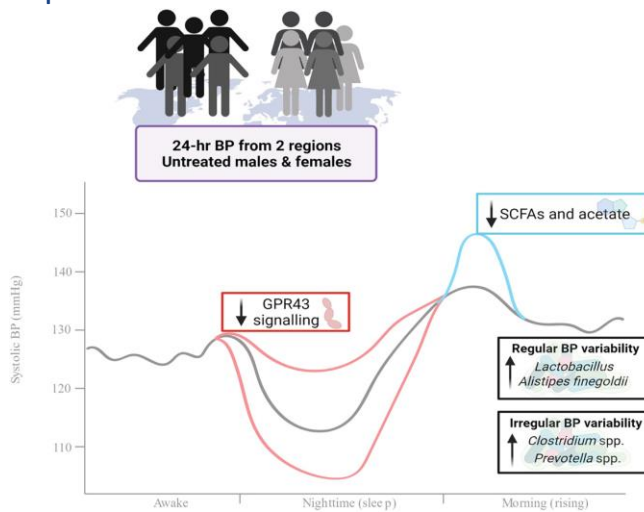 24-hr BP from 2 regions
Untreated males & females
150
140
130
120
110
Systolic BP (mmHg)
GPR43
signalling
SCFAs and acetate
Regular BP variability
Lactobacillus
Alistipes finegoldii
Irregular BP variability
Clostridium spp.
Prevotella spp.
Awake
Nighttime (sleep)
Morning (rising)